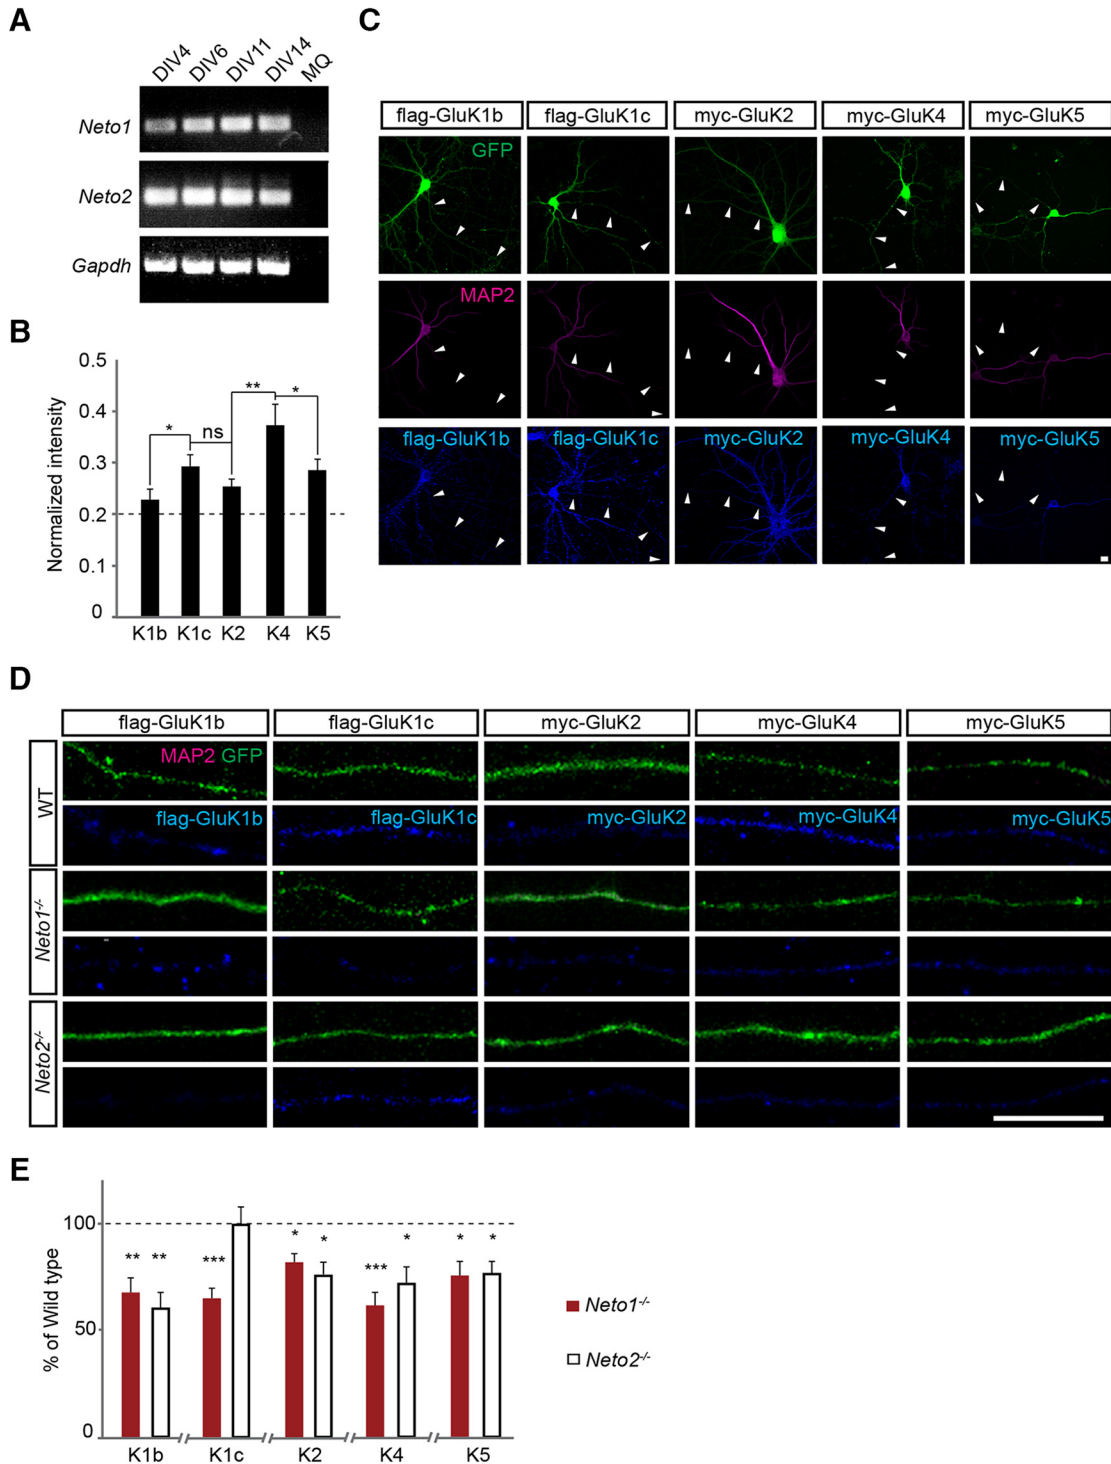 A
DIV4 DIV6 DIV11 DIV14 MQ
Neto1
Neto2
Gapdh
B
Normalized intensity
0.5
0.4
0.3
0.2
0.1
0
* ns ** *
K1b K1c K2 K4 K5
C
flag-GluK1b flag-GluK1c myc-GluK2 myc-GluK4 myc-GluK5
GFP
MAP2
flag-GluK1b flag-GluK1c myc-GluK2 myc-GluK4 myc-GluK5
D
flag-GluK1b flag-GluK1c myc-GluK2 myc-GluK4 myc-GluK5
WT
MAP2 GFP
flag-GluK1b flag-GluK1c myc-GluK2 myc-GluK4 myc-GluK5
Neto1-/-
Neto2-/-
E
% of Wild type
100
50
0
** ** *** * * *** * * *
K1b K1c K2 K4 K5
Neto1-/-
Neto2-/-